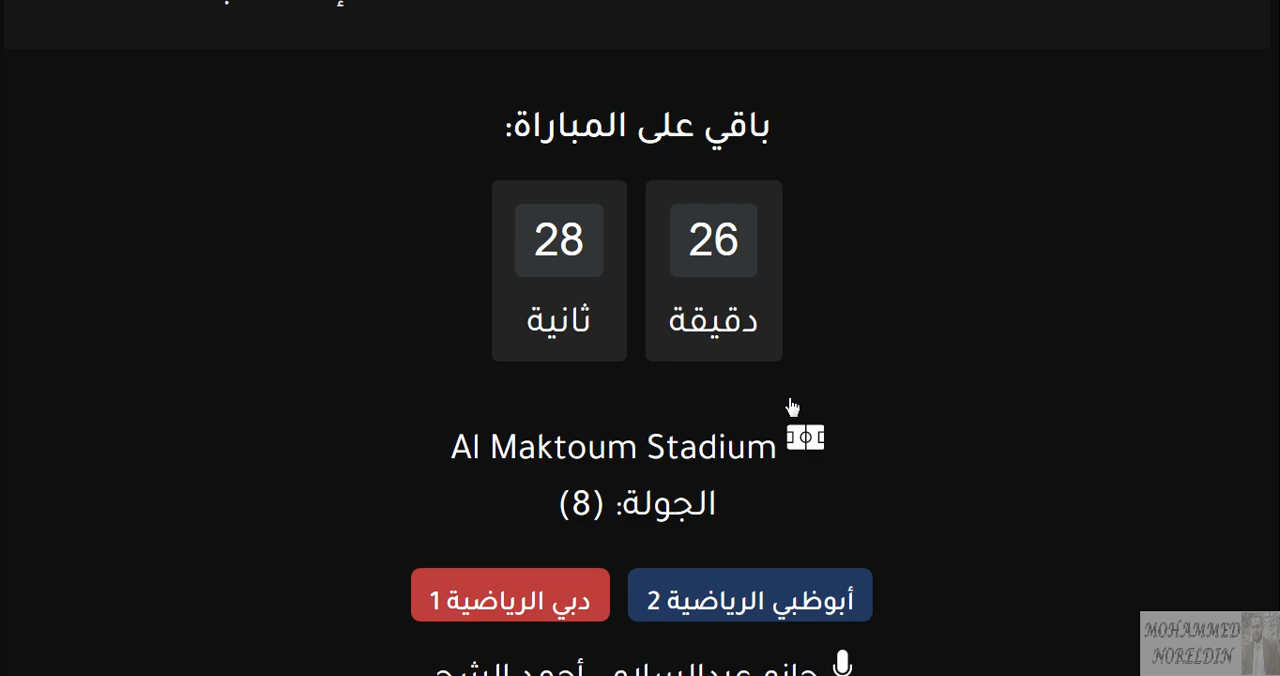 باقي على المباراة:
26 28
دقيقة ثانية
Al Maktoum Stadium
الجولة: (8)
أبوظبي الرياضية 2 دبي الرياضية 1
MOHAMMED
NORELDIN